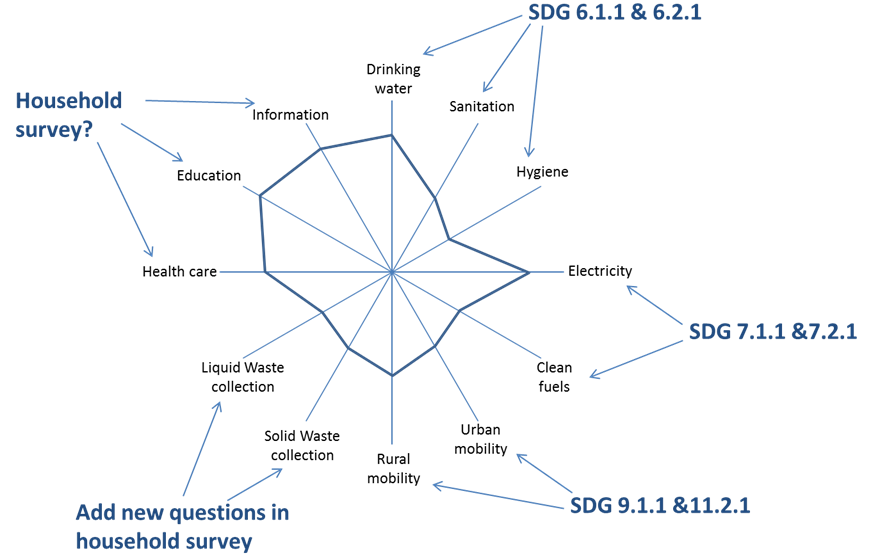 SDG 6.1.1 & 6.2.1
Drinking
water
Sanitation
Hygiene
Household
survey?
Information
Education
Health care
Electricity
SDG 7.1.1 &7.2.1
Clean
fuels
Liquid Waste
collection
Urban
mobility
Solid Waste
collection
Rural
mobility
SDG 9.1.1 &11.2.1
Add new questions in
household survey